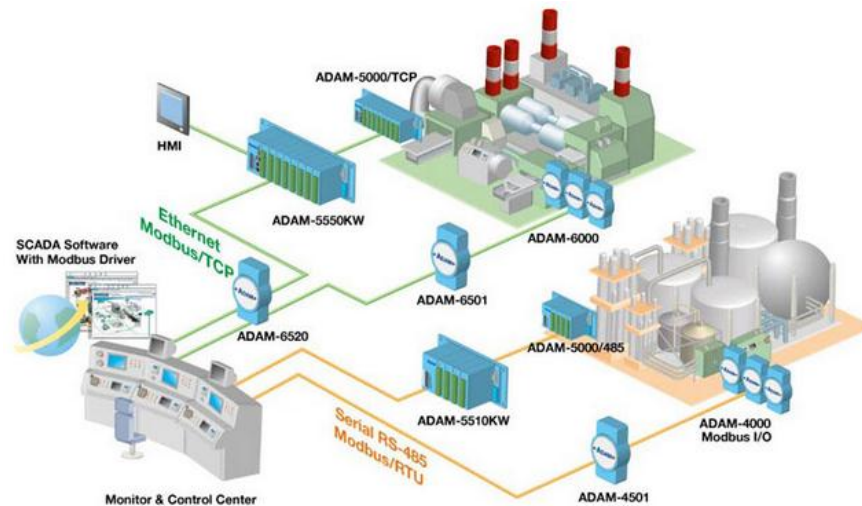 ADAM-5000/TCP
HMI
ADAM-5550KW
ADAM-6000
Ethernet
Modbus/TCP
SCADA Software
With Modbus Driver
ADAM-6501
ADAM-6520
ADAM-5000/485
ADAM-5510KW
ADAM-4000
Modbus I/O
Serial RS-485
Modbus/RTU
ADAM-4501
Monitor & Control Center